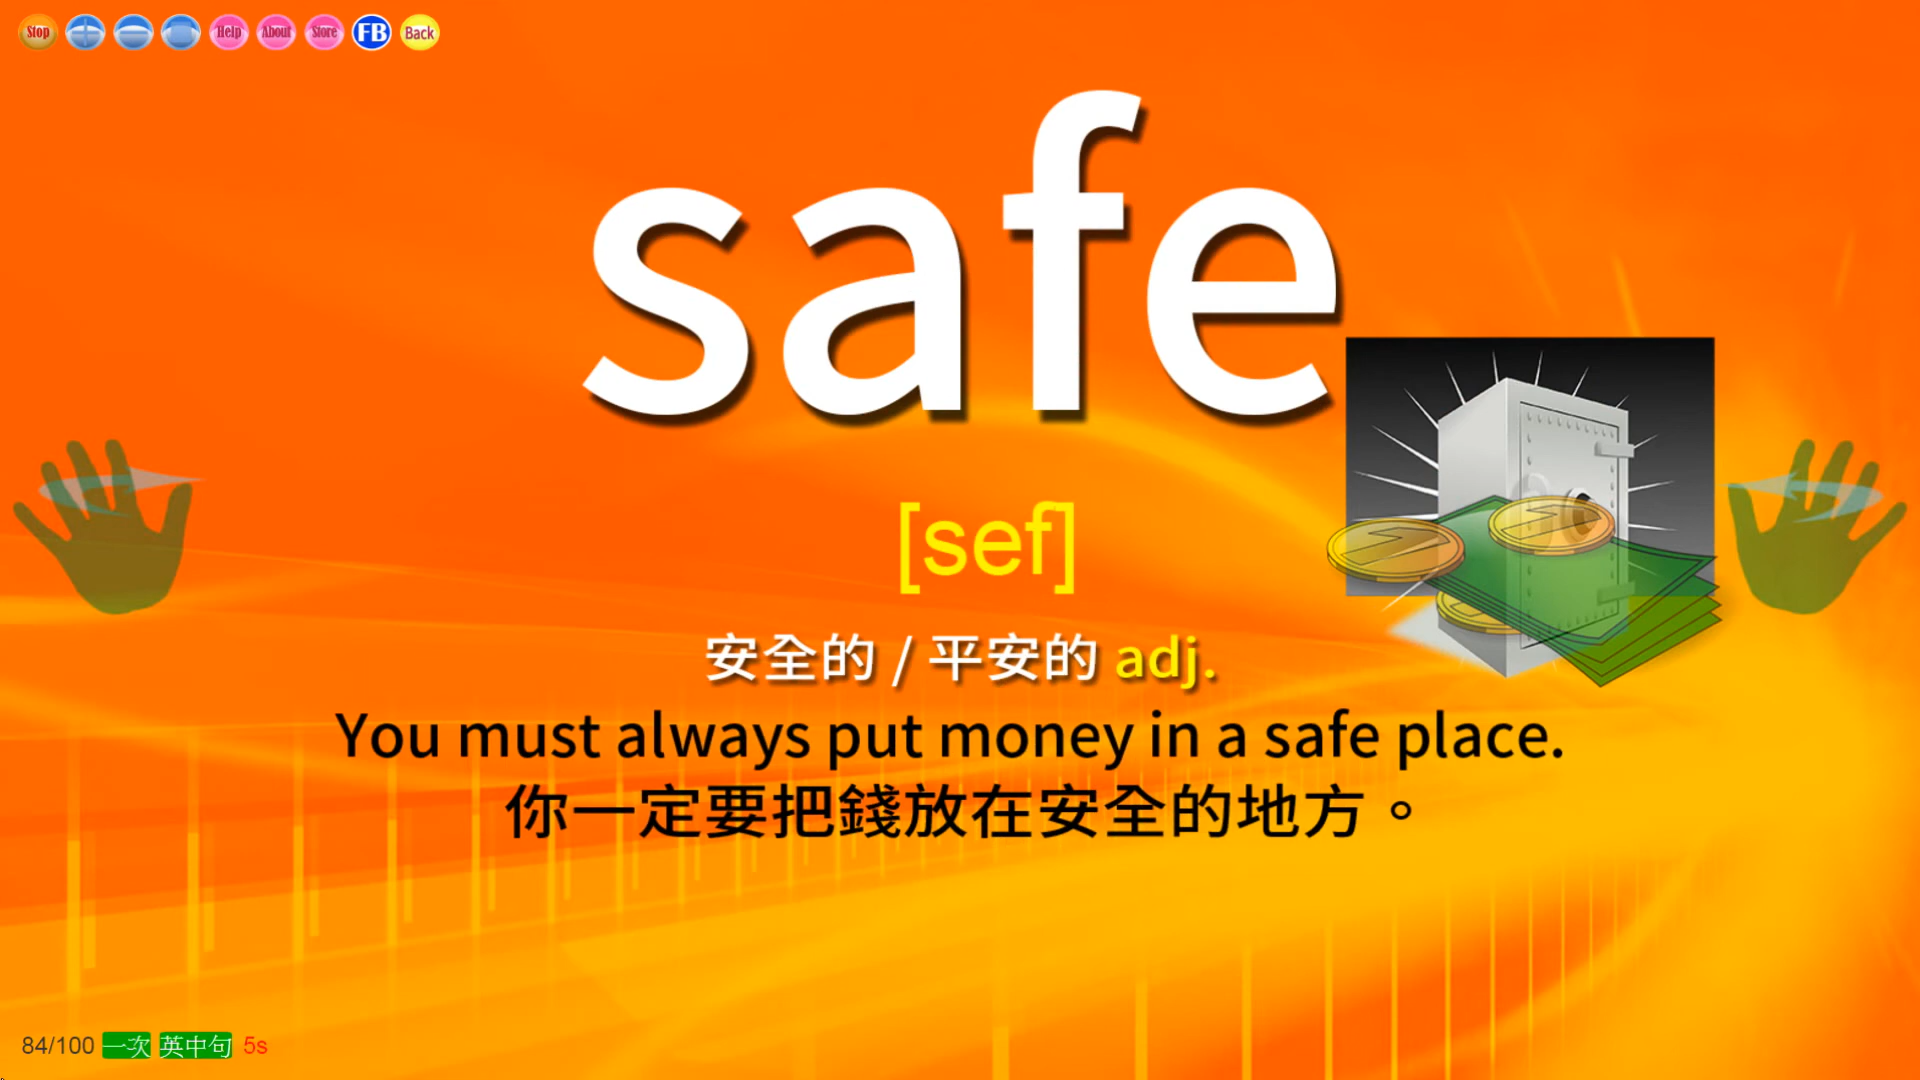 Stop Help About Store FB Back
safe
[sef]
安全的 / 平安的 adj.
You must always put money in a safe place.
你一定要把錢放在安全的地方。
84/100 一次 英中句 5s